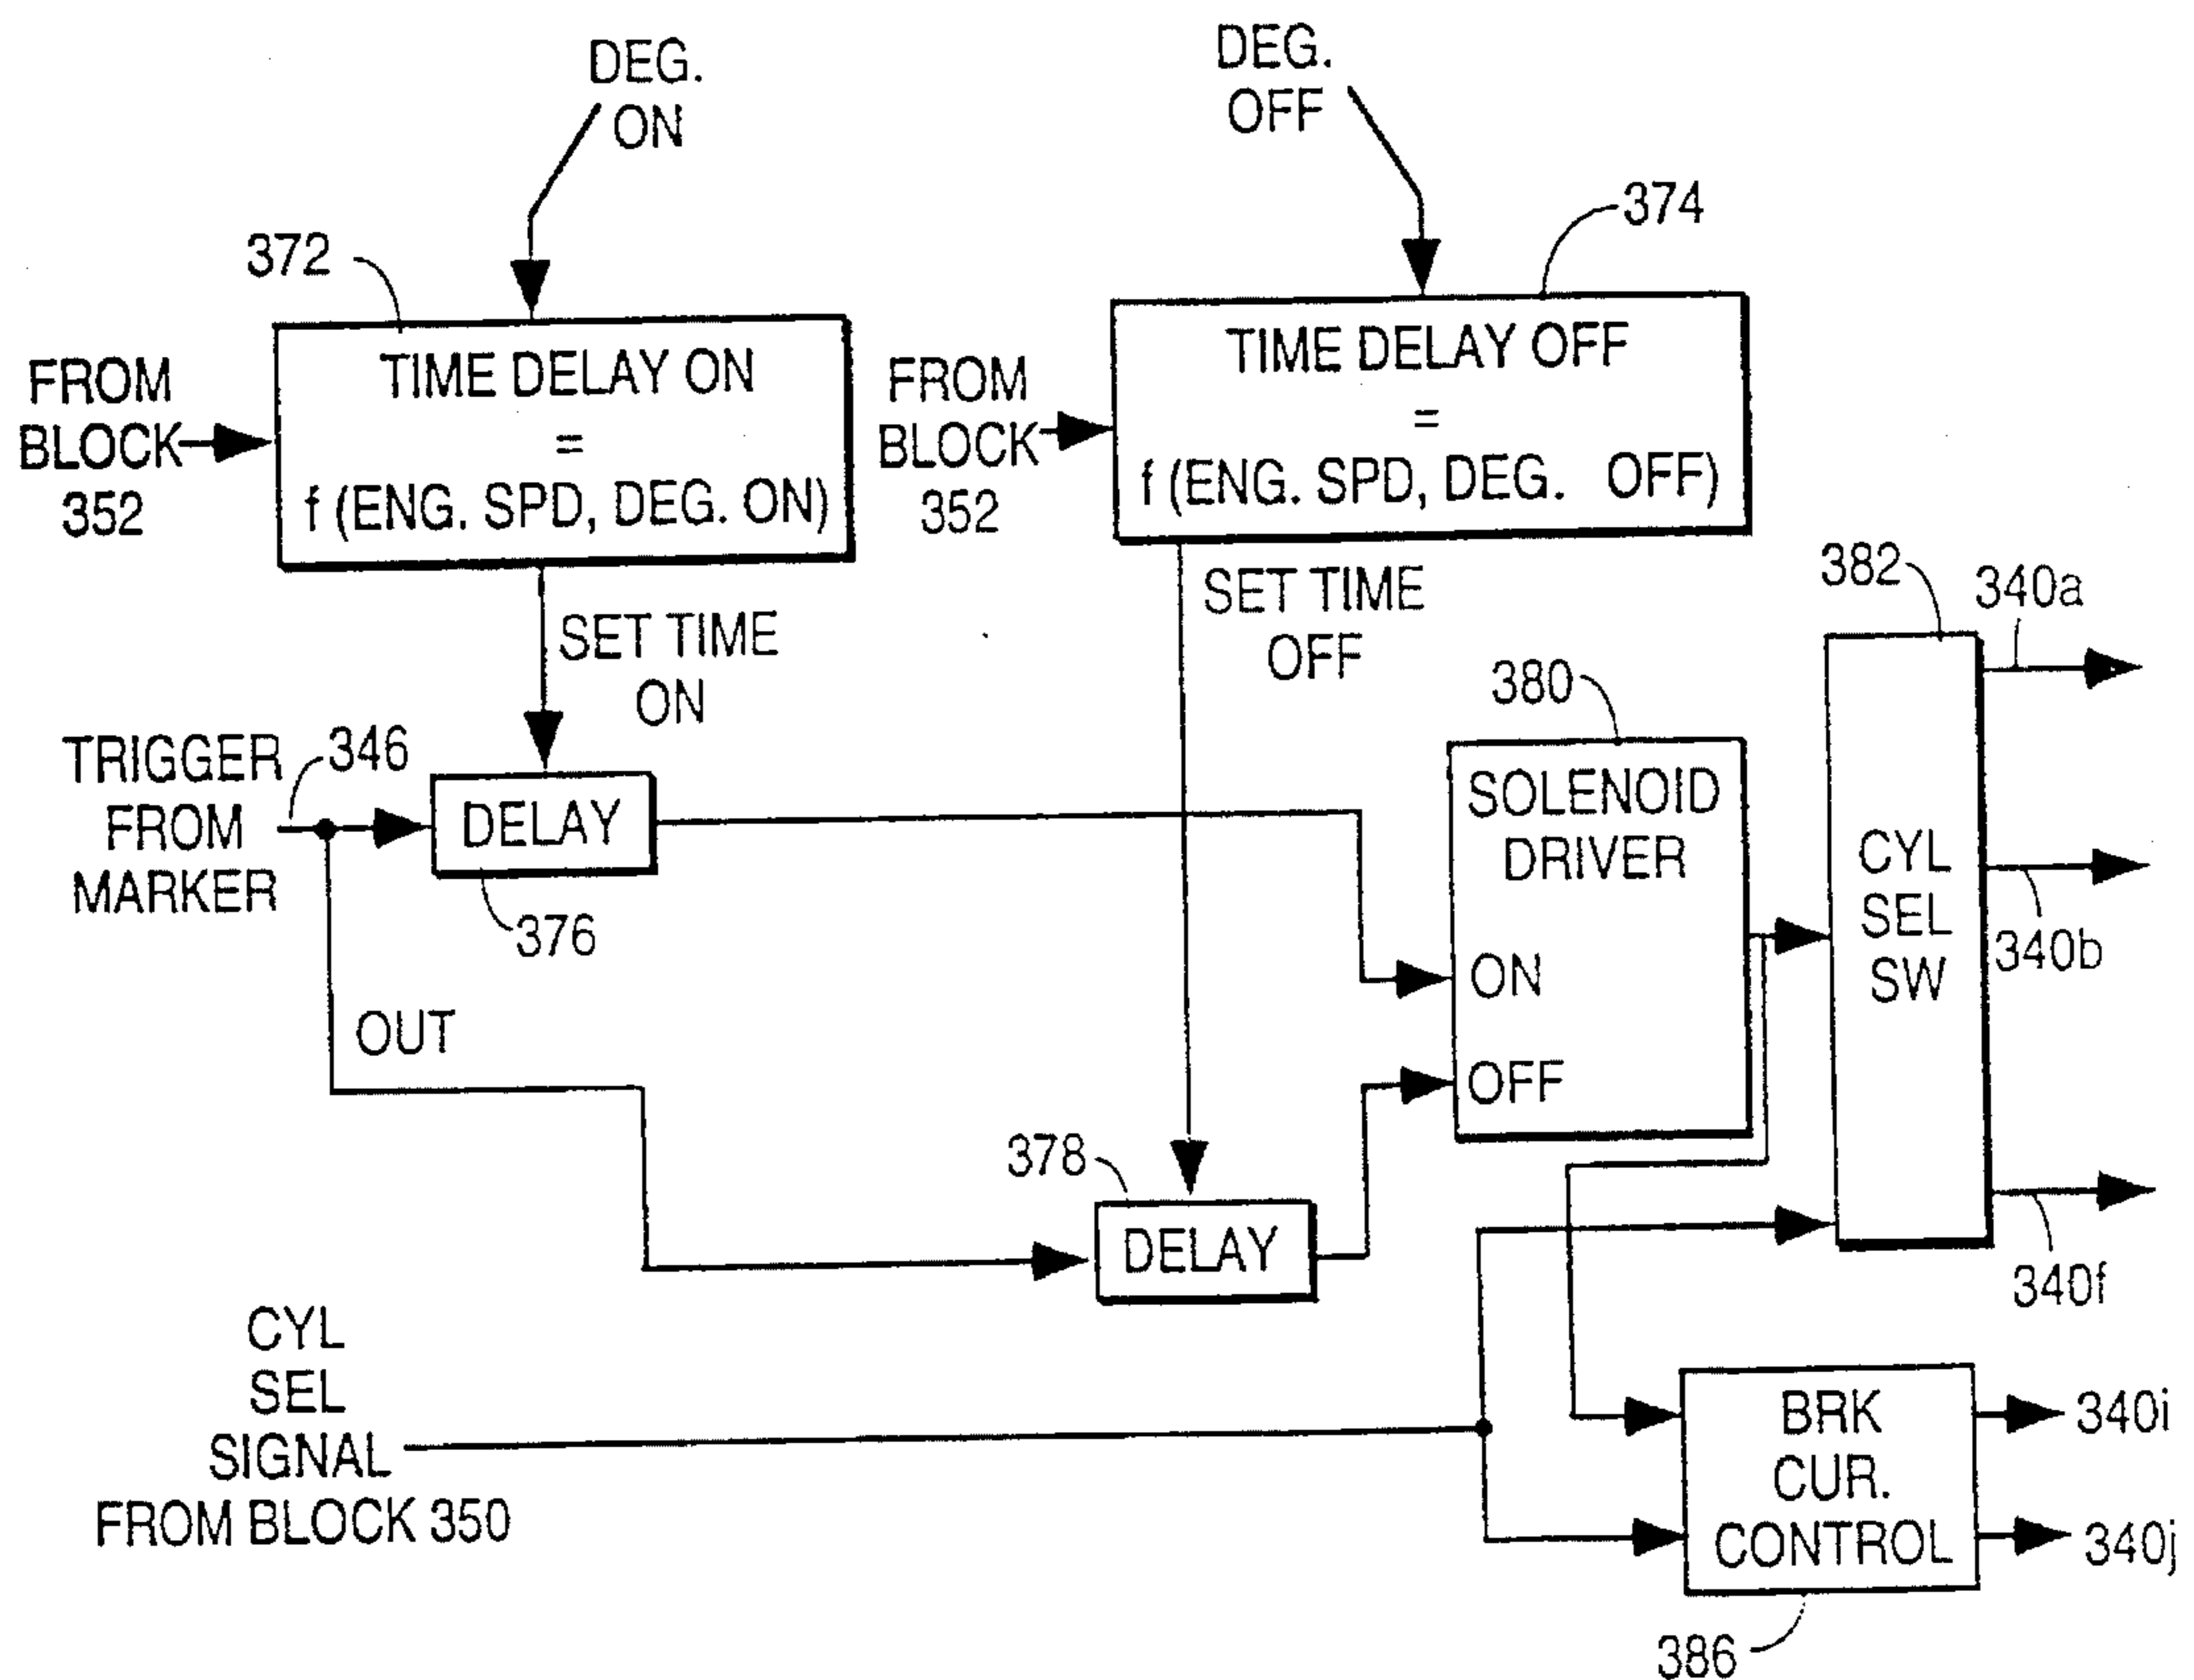 DEG.
ON
DEG.
OFF
372
374
FROM
BLOCK
352
TIME DELAY ON
=
f (ENG. SPD, DEG. ON)
FROM
BLOCK
352
TIME DELAY OFF
=
f (ENG. SPD, DEG. OFF)
SET TIME
ON
SET TIME
OFF
382
340a
380
TRIGGER
FROM
MARKER
346
DELAY
376
SOLENOID
DRIVER
ON
OFF
CYL
SEL
SW
340b
OUT
378
DELAY
340f
CYL
SEL
SIGNAL
FROM BLOCK 350
BRK
CUR.
CONTROL
340i
340j
386